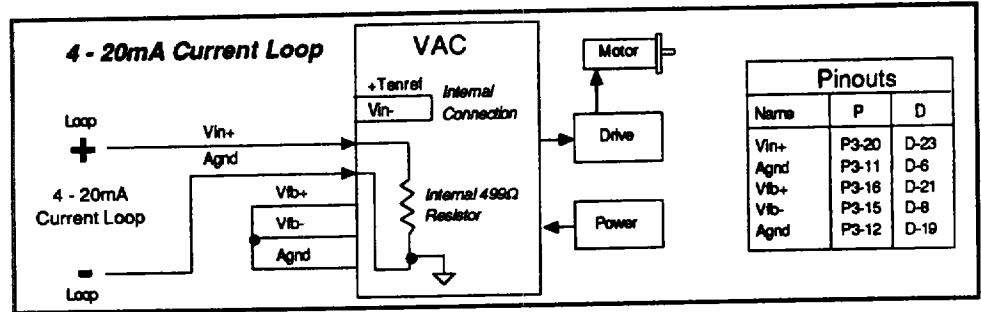 4 - 20mA Current Loop
VAC
+Tenref
Vin-
Internal
Connection
Motor
Drive
Power
Loop
+
Vin+
Agnd
4 - 20mA
Current Loop
Vfb+
Vfb-
Agnd
Internal 499Ω
Resistor
-
Loop
Pinouts
Name P D
Vin+ P3-20 D-23
Agnd P3-11 D-6
Vfb+ P3-16 D-21
Vfb- P3-15 D-8
Agnd P3-12 D-19